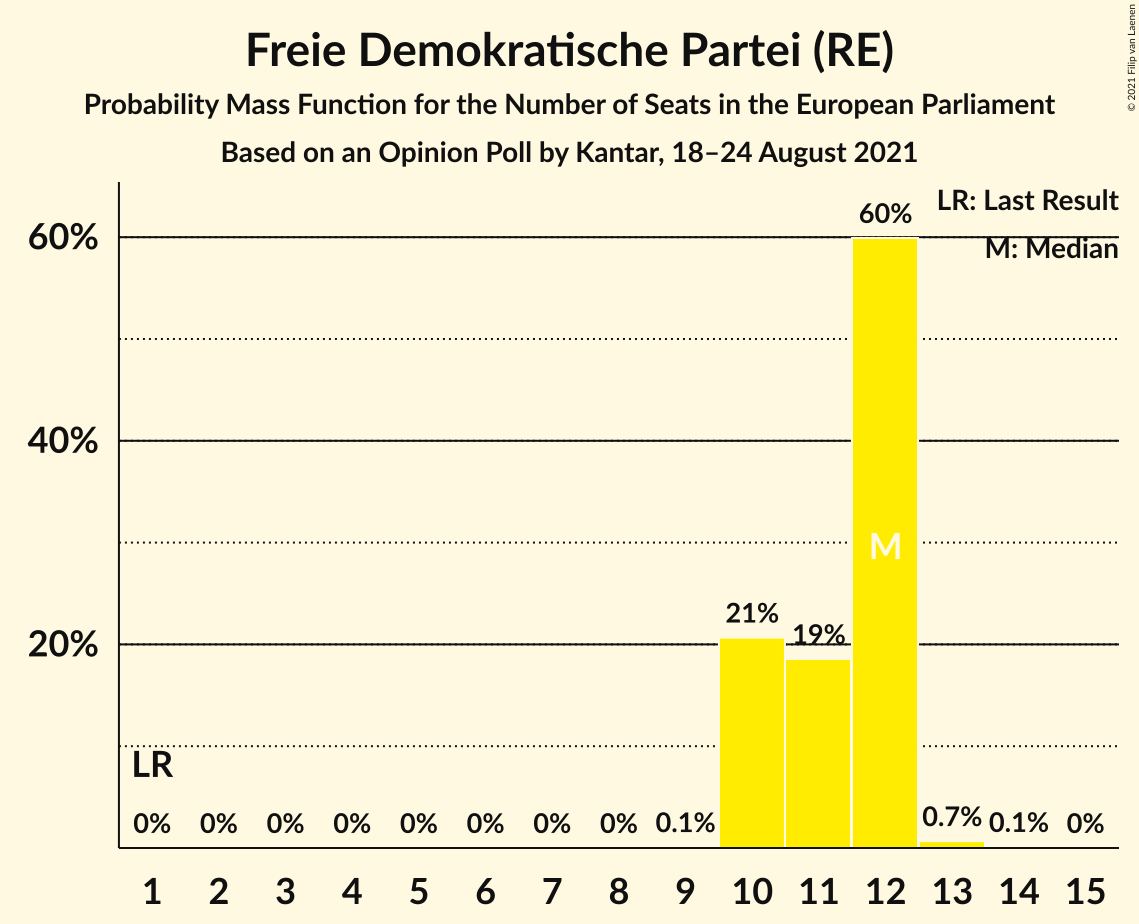 Freie Demokratische Partei (RE)
Probability Mass Function for the Number of Seats in the European Parliament
Based on an Opinion Poll by Kantar, 18–24 August 2021
© 2021 Filip van Laenen
LR: Last Result
M: Median
60%
40%
20%
LR
0% 0% 0% 0% 0% 0% 0% 0% 0.1% 21% 19% 60% 0.7% 0.1% 0%
M
1 2 3 4 5 6 7 8 9 10 11 12 13 14 15